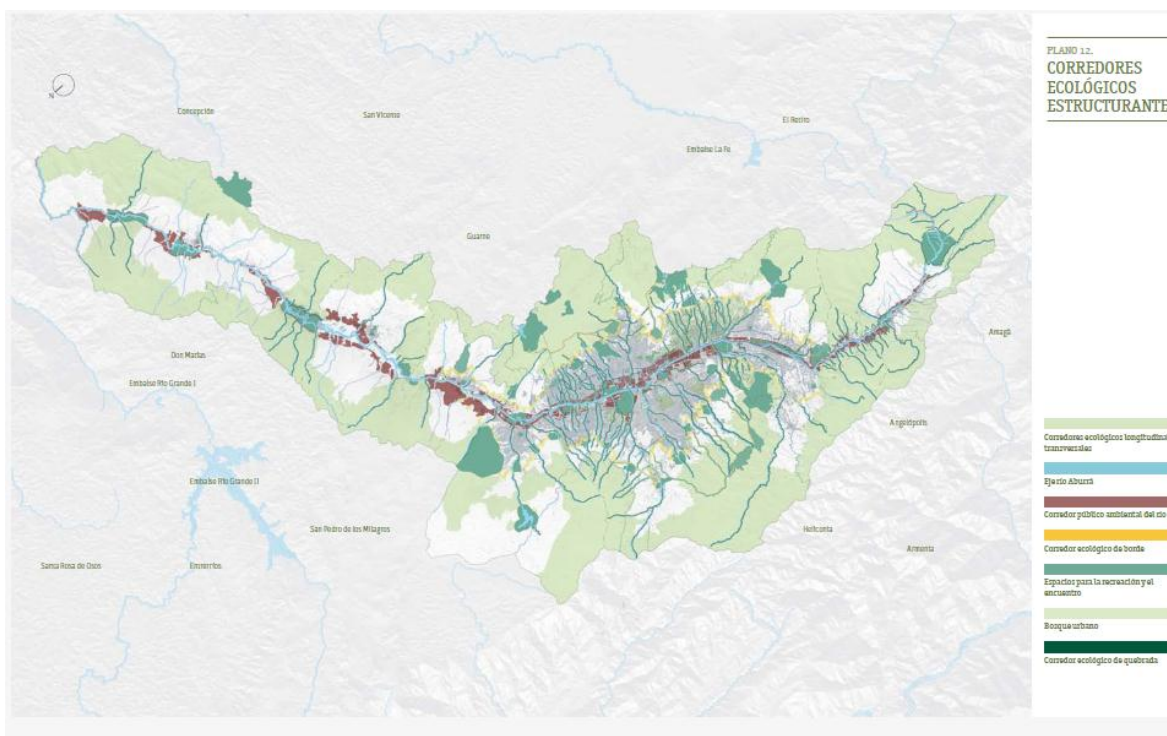 PLANO 12.
CORREDORES
ECOLÓGICOS
ESTRUCTURANTE
N
Concepción
San Vicente
El Retiro
Embalse La Fe
Guarne
Amagá
Don Matías
Embalse Río Grande I
Angelópolis
Embalse Río Grande II
San Pedro de los Milagros
Heliconia
Armenia
Santa Rosa de Osos
Entrerríos
Corredores ecológicos longitudina
transversales
Eje río Aburrá
Corredor público ambiental del río
Corredor ecológico de borde
Espacios para la recreación y el
encuentro
Bosque urbano
Corredor ecológico de quebrada